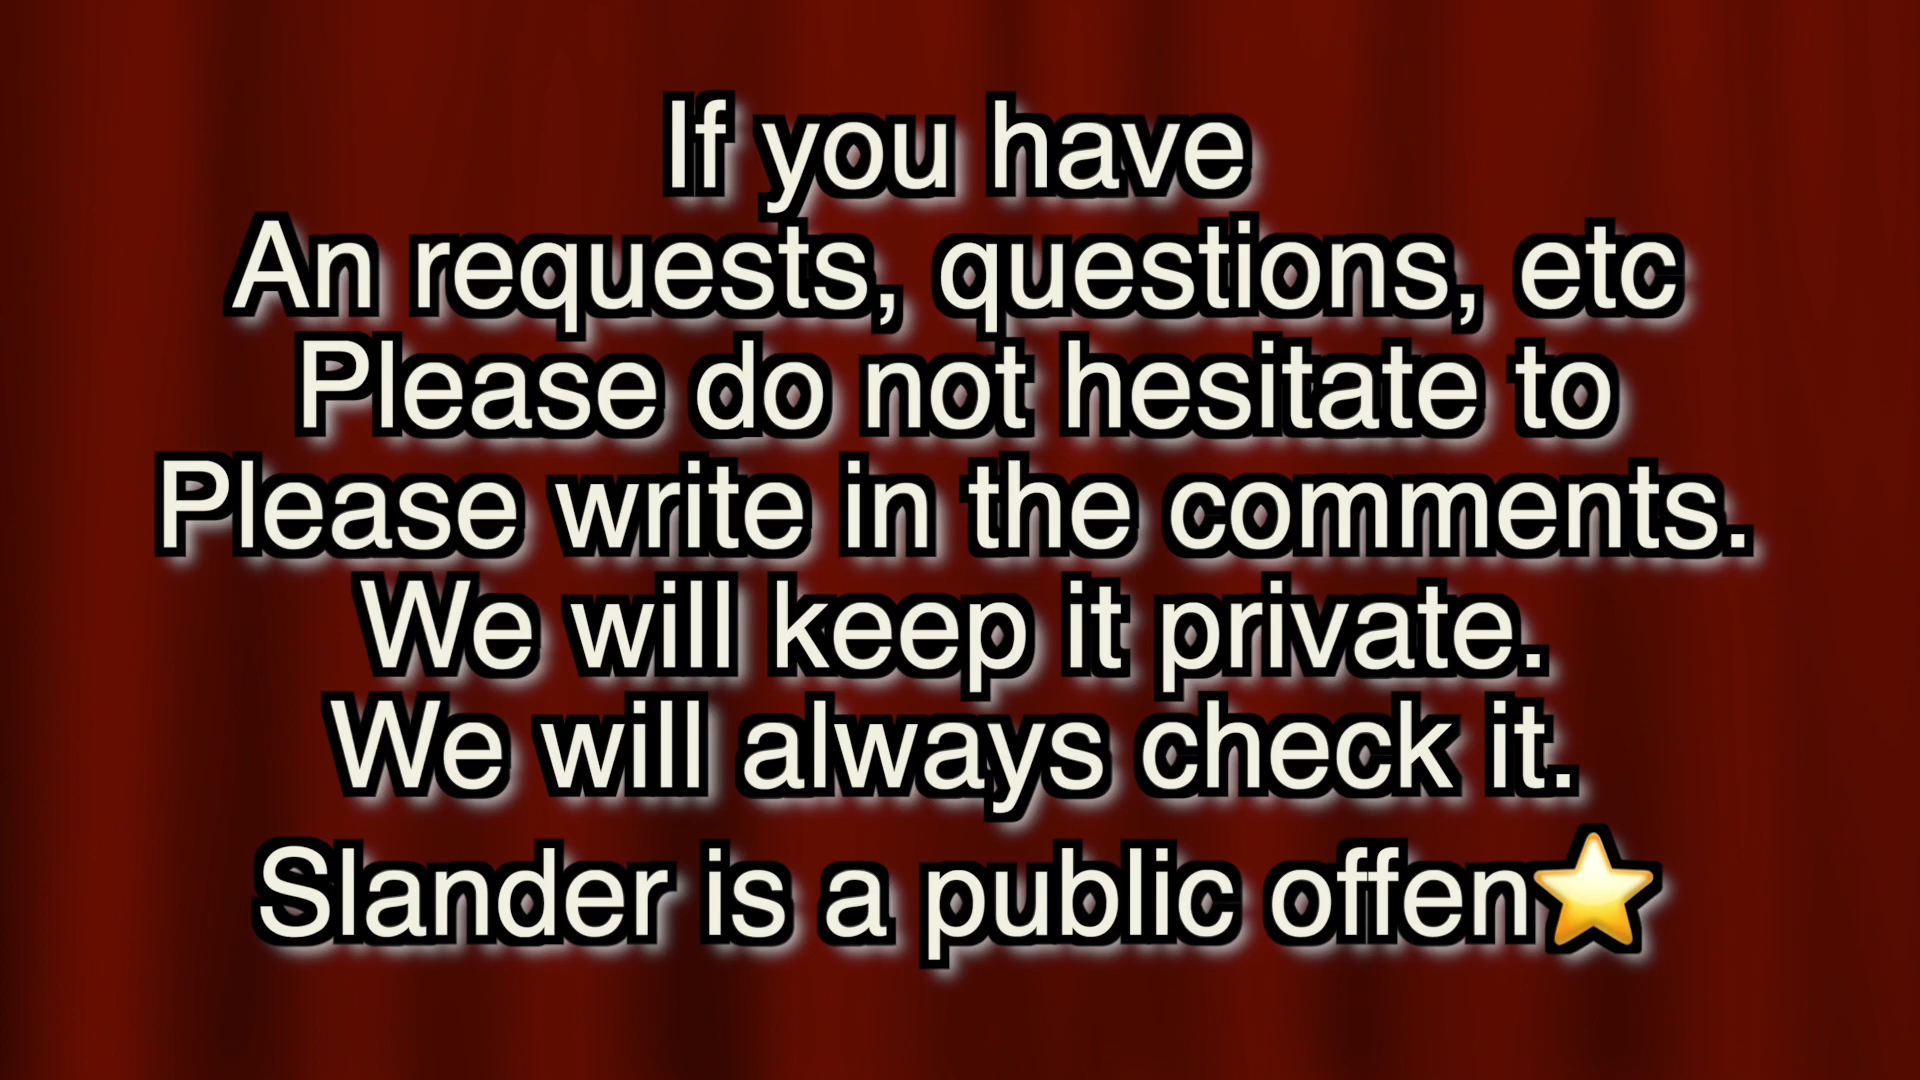 If you have
An requests, questions, etc
Please do not hesitate to
Please write in the comments.
We will keep it private.
We will always check it.
Slander is a public offen⭐